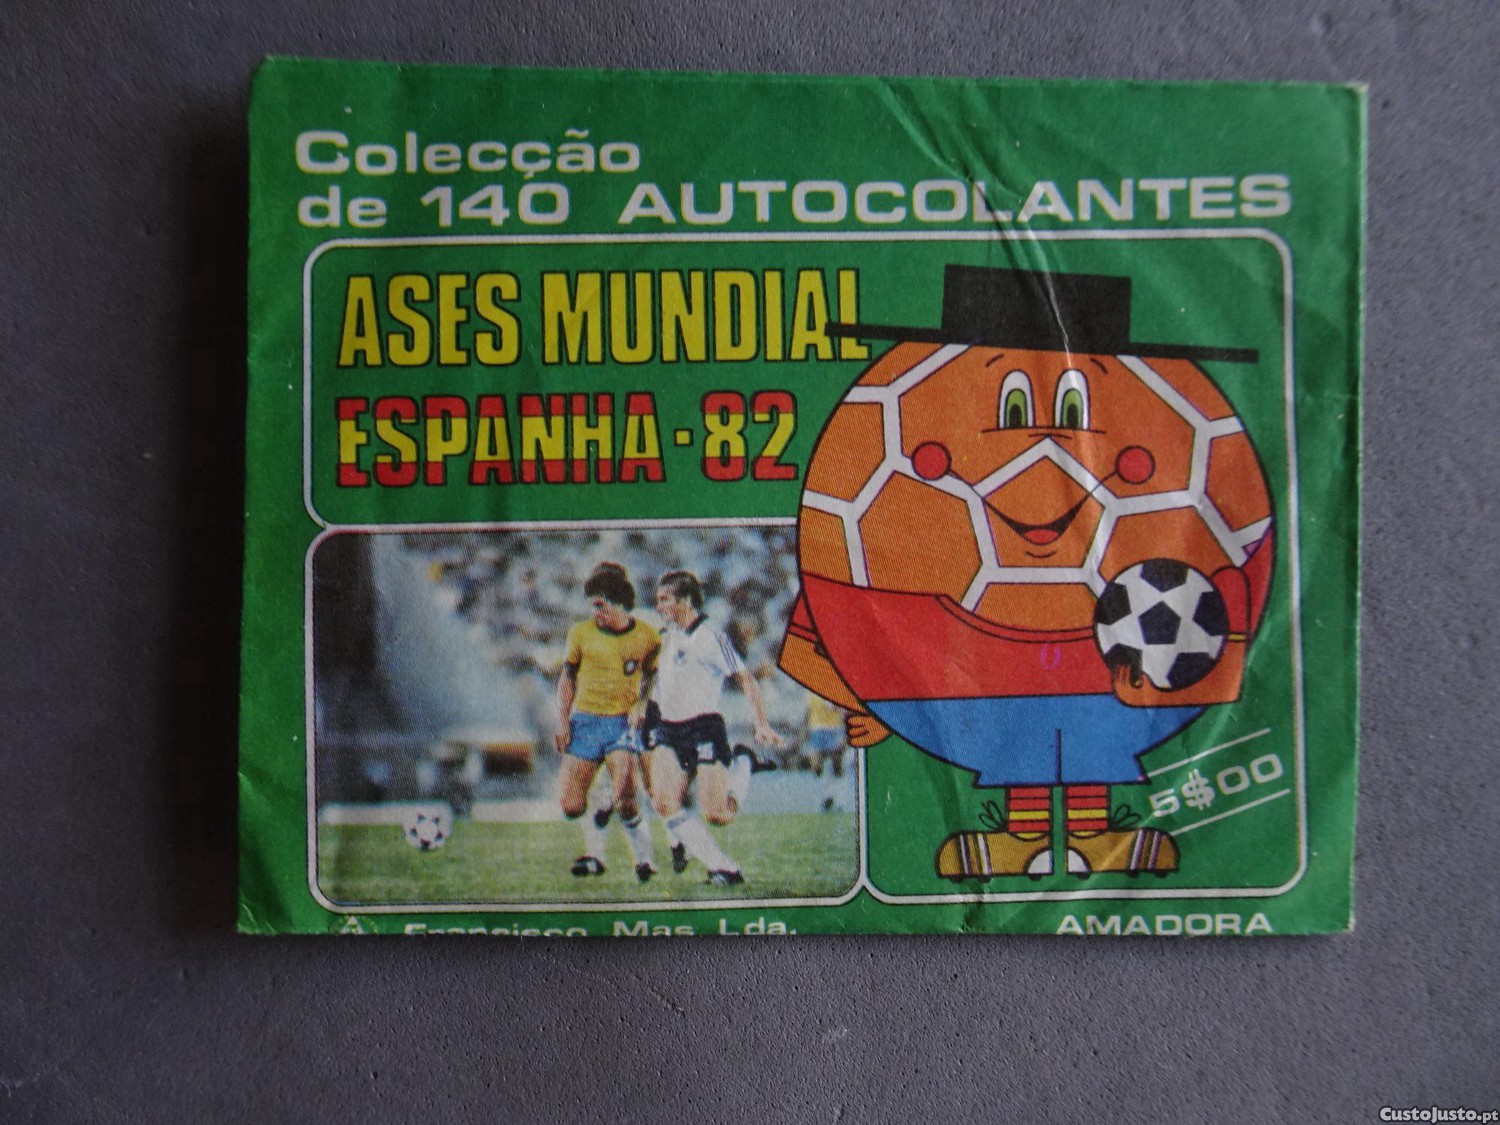 Colecção
de 140 AUTOCOLANTES
ASES MUNDIAL
ESPANHA-82
5$00
Francisco Mas Lda.
AMADORA
CustoJusto.pt